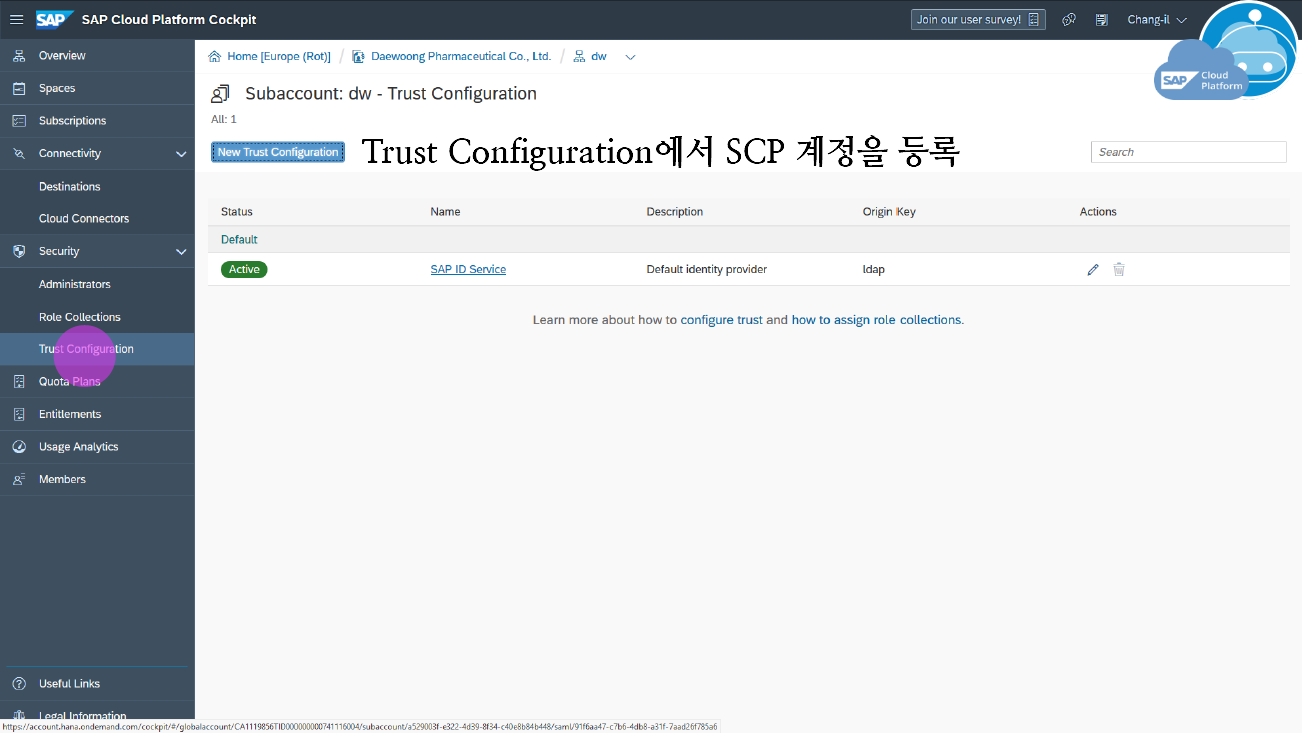 SAP SAP Cloud Platform Cockpit
Join our user survey!
Chang-il
SAP Cloud
Platform
Overview
Spaces
Subscriptions
Connectivity
Destinations
Cloud Connectors
Security
Administrators
Role Collections
Trust Configuration
Quota Plans
Entitlements
Usage Analytics
Members
Useful Links
Legal Information
Home [Europe (Rot)] / Daewoong Pharmaceutical Co., Ltd. / dw
Subaccount: dw - Trust Configuration
All: 1
New Trust Configuration
Trust Configuration에서 SCP 계정을 등록
Search
Status Name Description Origin Key Actions
Default
Active SAP ID Service Default identity provider ldap
Learn more about how to configure trust and how to assign role collections.
https://account.hana.ondemand.com/cockpit/#/globalaccount/CA1119856TID000000000741116004/subaccount/a529003f-e322-4d39-8f34-c40e8b84b448/saml/91f6aa47-c7b6-4db8-a31f-7aad26f785a6